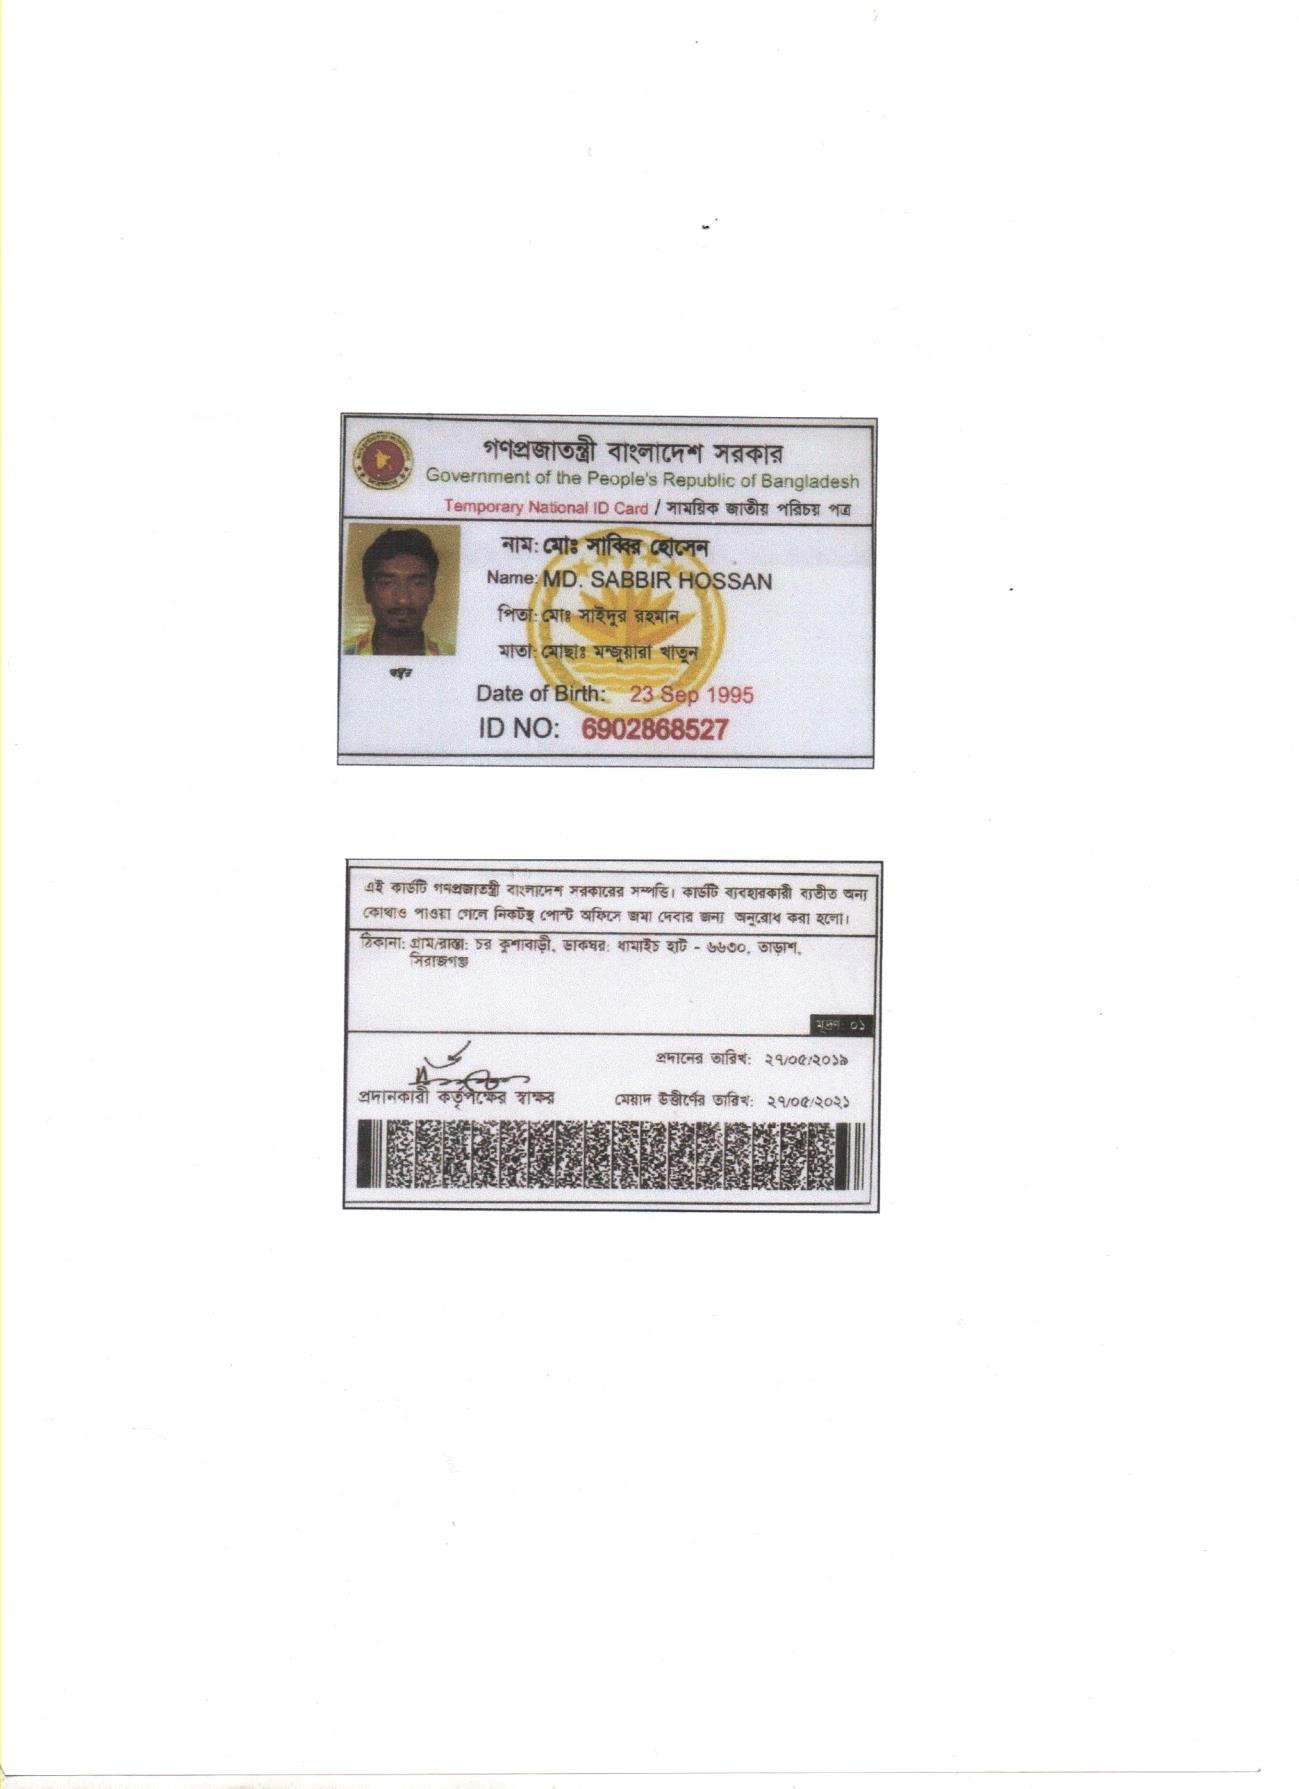 গণপ্রজাতন্ত্রী বাংলাদেশ সরকার
Government of the People's Republic of Bangladesh
Temporary National ID Card / সাময়িক জাতীয় পরিচয় পত্র
নাম: মোঃ সাব্বির হোসেন
Name: MD. SABBIR HOSSAN
পিতা: মোঃ সাইদুর রহমান
মাতা: মোছাঃ মন্জুয়ারা খাতুন
Date of Birth: 23 Sep 1995
ID NO: 6902868527
এই কার্ডটি গণপ্রজাতন্ত্রী বাংলাদেশ সরকারের সম্পত্তি। কার্ডটি ব্যবহারকারী ব্যতীত অন্য
কোথাও পাওয়া গেলে নিকটস্থ পোস্ট অফিসে জমা দেবার জন্য অনুরোধ করা হলো।
ঠিকানা: গ্রাম/রাস্তা: চর কুশাবাড়ী, ডাকঘর: ধামাইচ হাট - ৬৬৩০, তাড়াশ,
সিরাজগঞ্জ
মুদ্রণ: ০১
প্রদানের তারিখ: ২৭/০৫/২০১৯
প্রদানকারী কর্তৃপক্ষের স্বাক্ষর
মেয়াদ উত্তীর্ণের তারিখ: ২৭/০৫/২০২১